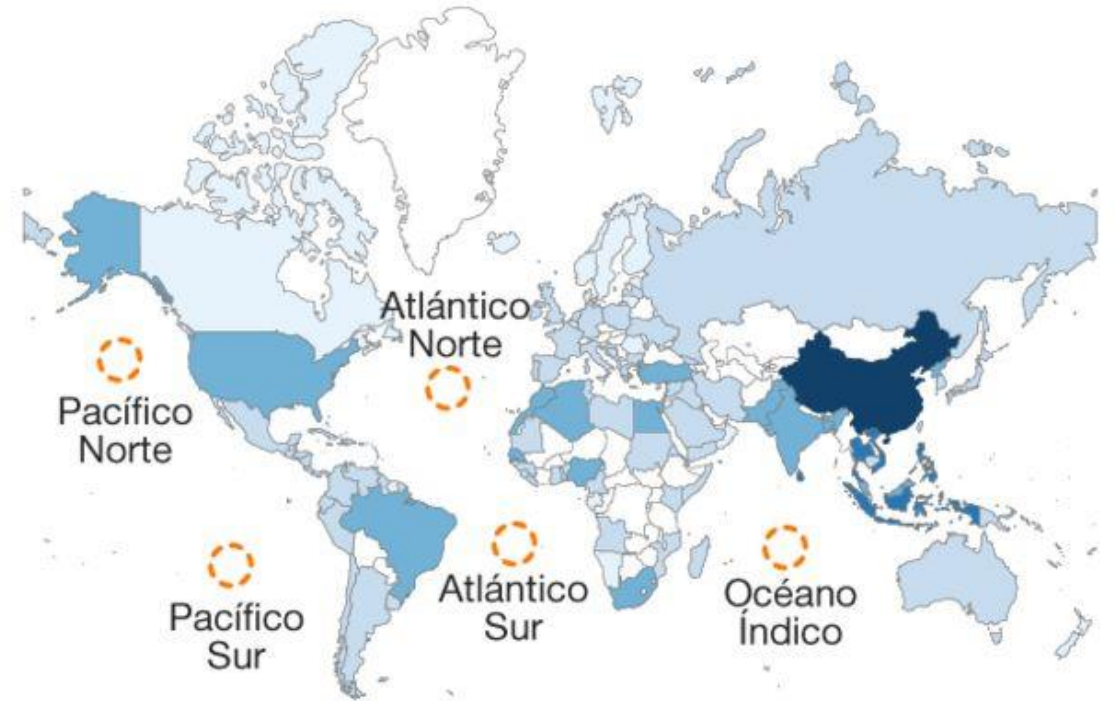 Atlántico
Norte
Pacífico
Norte
Pacífico
Sur
Atlántico
Sur
Océano
Índico